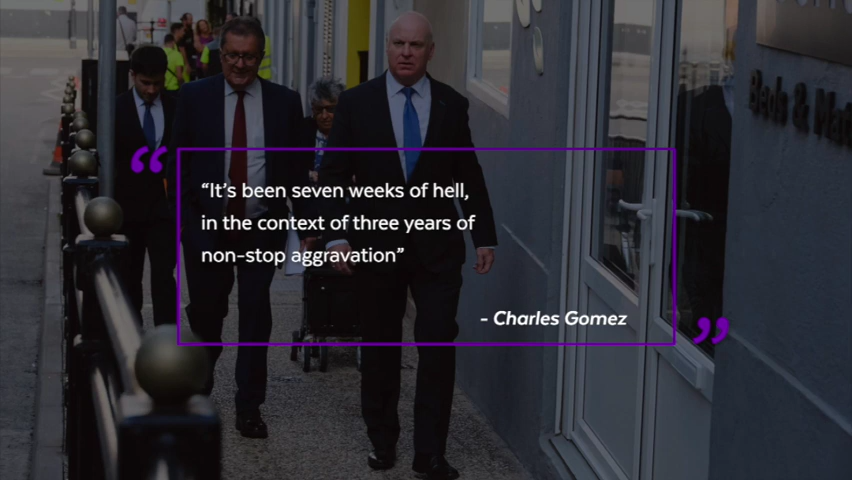 “It’s been seven weeks of hell,
in the context of three years of
non-stop aggravation”
- Charles Gomez